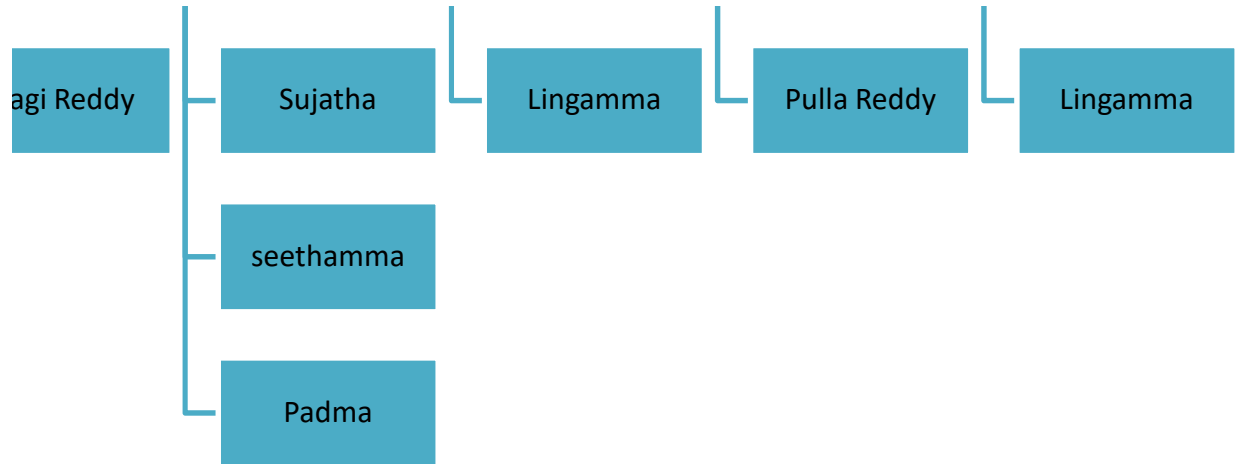 agi Reddy
Sujatha
Lingamma
Pulla Reddy
Lingamma
seethamma
Padma